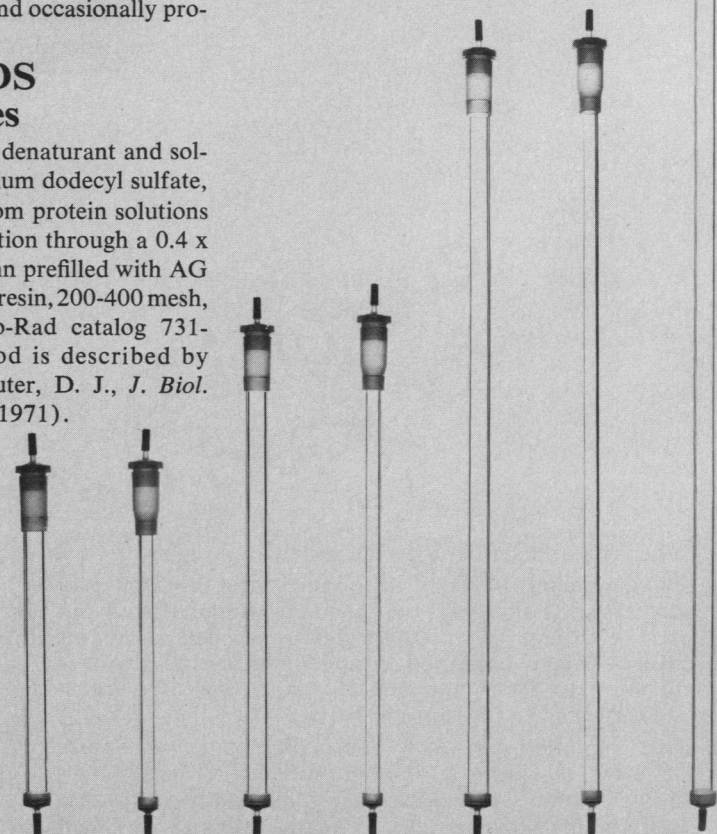 nd occasionally pro-
DS
es
denaturant and sol-
um dodecyl sulfate,
om protein solutions
tion through a 0.4 x
n prefilled with AG
resin, 200-400 mesh,
o-Rad catalog 731-
od is described by
uter, D. J., J. Biol.
1971).